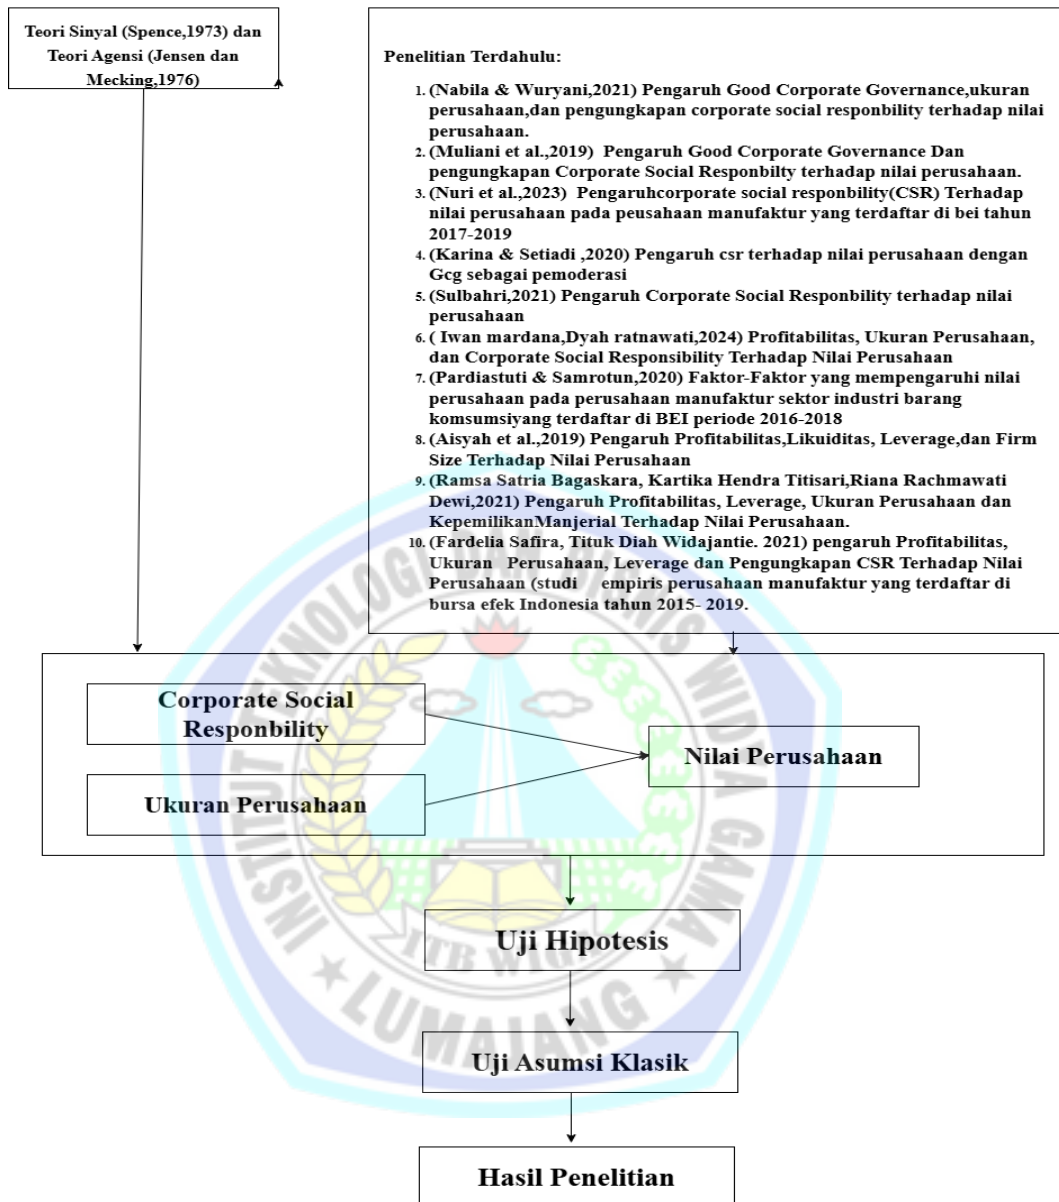 Teori Sinyal (Spence,1973) dan
Teori Agensi (Jensen dan
Mecking,1976)
Penelitian Terdahulu:
1. (Nabila & Wuryani,2021) Pengaruh Good Corporate Governance,ukuran
perusahaan,dan pengungkapan corporate social responbility terhadap nilai
perusahaan.
2. (Muliani et al.,2019) Pengaruh Good Corporate Governance Dan
pengungkapan Corporate Social Responbilty terhadap nilai perusahaan.
3. (Nuri et al.,2023) Pengaruhcorporate social responbility(CSR) Terhadap
nilai perusahaan pada peusahaan manufaktur yang terdaftar di bei tahun
2017-2019
4. (Karina & Setiadi ,2020) Pengaruh csr terhadap nilai perusahaan dengan
Gcg sebagai pemoderasi
5. (Sulbahri,2021) Pengaruh Corporate Social Responbility terhadap nilai
perusahaan
6. ( Iwan mardana,Dyah ratnawati,2024) Profitabilitas, Ukuran Perusahaan,
dan Corporate Social Responsibility Terhadap Nilai Perusahaan
7. (Pardiastuti & Samrotun,2020) Faktor-Faktor yang mempengaruhi nilai
perusahaan pada perusahaan manufaktur sektor industri barang
komsumsiyang terdaftar di BEI periode 2016-2018
8. (Aisyah et al.,2019) Pengaruh Profitabilitas,Likuiditas, Leverage,dan Firm
Size Terhadap Nilai Perusahaan
9. (Ramsa Satria Bagaskara, Kartika Hendra Titisari,Riana Rachmawati
Dewi,2021) Pengaruh Profitabilitas, Leverage, Ukuran Perusahaan dan
KepemilikanManjerial Terhadap Nilai Perusahaan.
10. (Fardelia Safira, Tituk Diah Widajantie. 2021) pengaruh Profitabilitas,
Ukuran Perusahaan, Leverage dan Pengungkapan CSR Terhadap Nilai
Perusahaan (studi empiris perusahaan manufaktur yang terdaftar di
bursa efek Indonesia tahun 2015- 2019.
Corporate Social
Responbility
Ukuran Perusahaan
Nilai Perusahaan
Uji Hipotesis
Uji Asumsi Klasik
Hasil Penelitian
INSTITUT TEKNOLOGI DAN BISNIS WIDYA GAMA
ITB WIGA
LUMAJANG